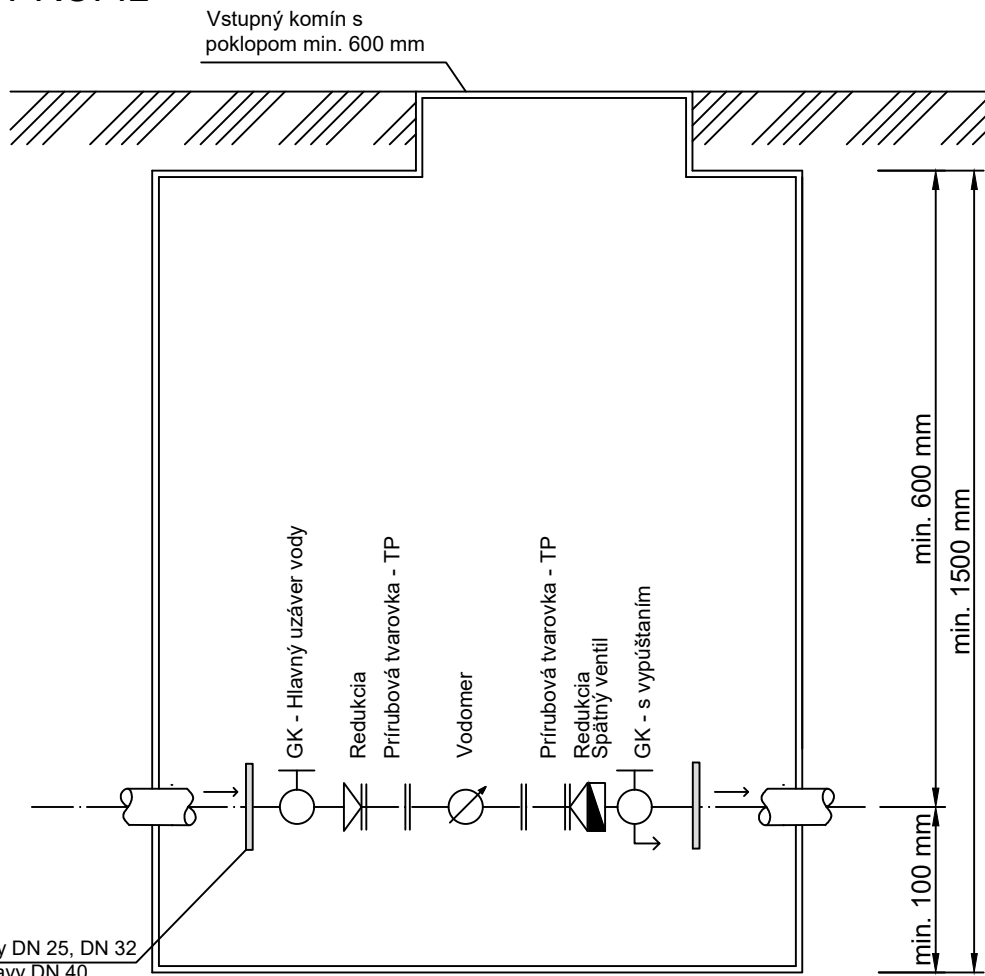 Vstupný komín s
poklopom min. 600 mm
GK - Hlavný uzáver vody
Redukcia
Prírubová tvarovka - TP
Vodomer
Prírubová tvarovka - TP
Redukcia
Spätný ventil
GK - s vypúštaním
min. 600 mm
min. 1500 mm
min. 100 mm
DN 25, DN 32
DN 40